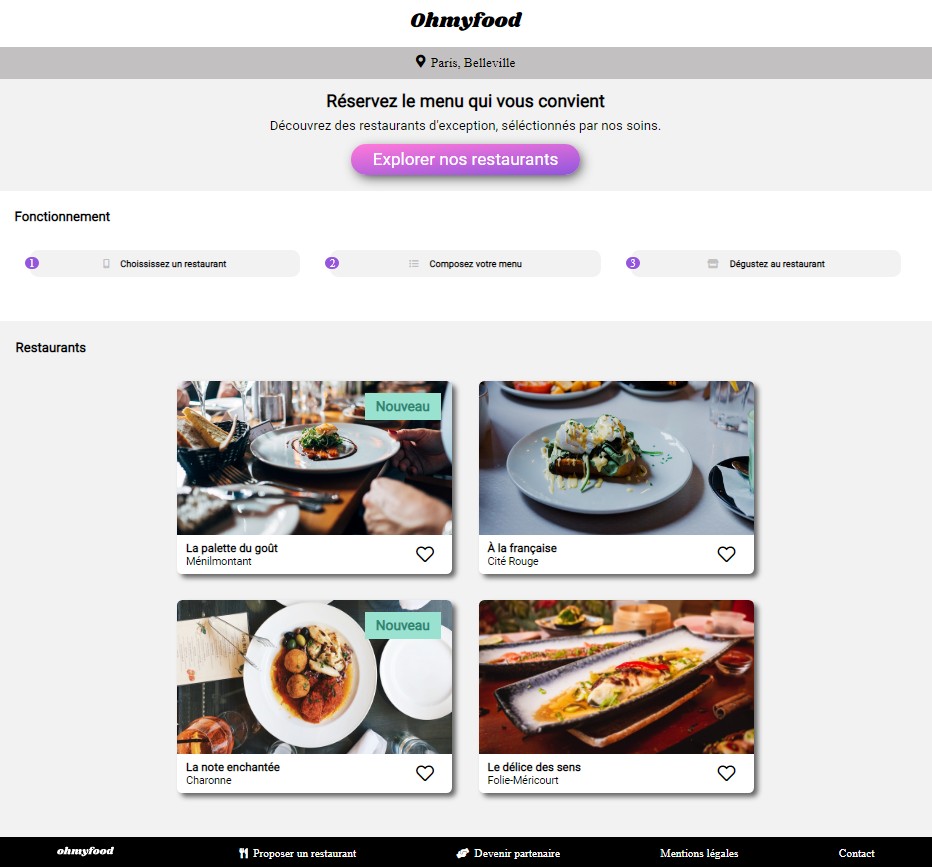 Ohmyfood
Paris, Belleville
Réservez le menu qui vous convient
Découvrez des restaurants d'exception, séléctionnés par nos soins.
Explorer nos restaurants
Fonctionnement
1 Choississez un restaurant
2 Composez votre menu
3 Dégustez au restaurant
Restaurants
Nouveau
La palette du goût
Ménilmontant
À la française
Cité Rouge
Nouveau
La note enchantée
Charonne
Le délice des sens
Folie-Méricourt
ohmyfood Proposer un restaurant Devenir partenaire Mentions légales Contact